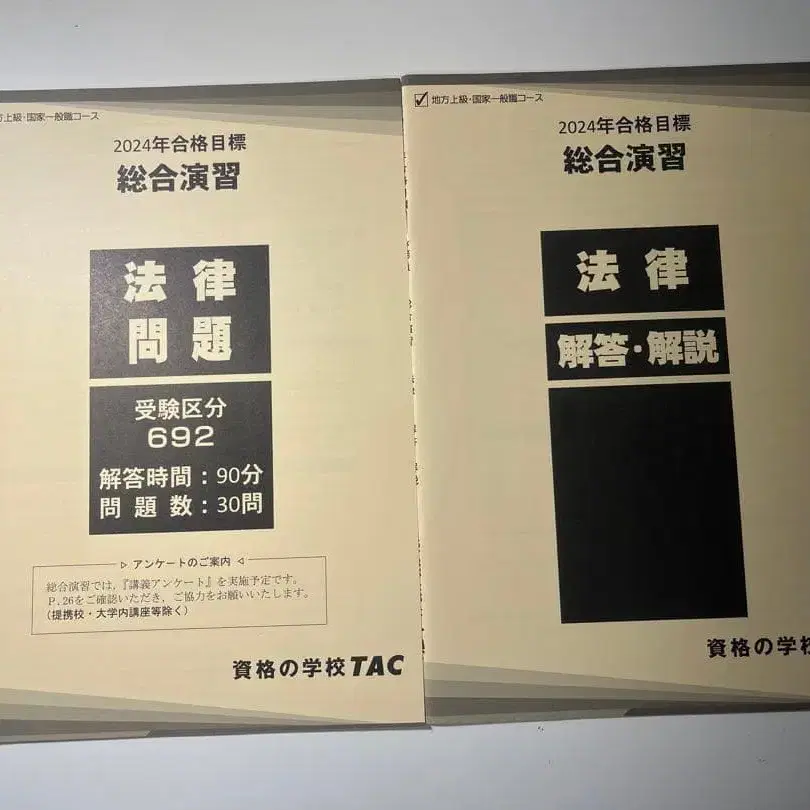 方上級・国家一般職コース
2024年合格目標
総合演習
法律
問題
受験区分
692
解答時間:90分
問題数:30問
▷ アンケートのご案内 ◁
総合演習では、『講義アンケート』を実施予定です。
P.26をご確認いただき、ご協力をお願いいたします。
(提携校・大学内講座等除く)
資格の学校TAC
地方上級・国家一般職コース
2024年合格目標
総合演習
法律
解答・解説
資格の学校